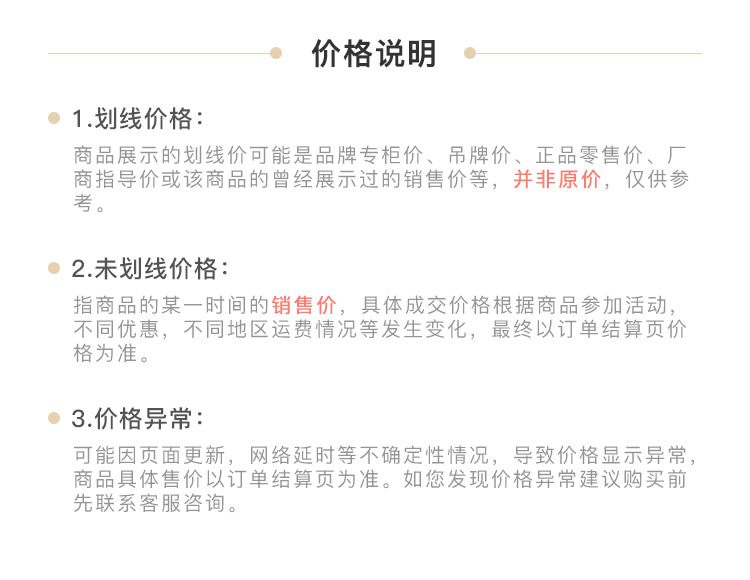 价格说明
1.划线价格：
商品展示的划线价可能是品牌专柜价、吊牌价、正品零售价、厂
商指导价或该商品的曾经展示过的销售价等，并非原价，仅供参
考。
2.未划线价格：
指商品的某一时间的销售价，具体成交价格根据商品参加活动，
不同优惠，不同地区运费情况等发生变化，最终以订单结算页价
格为准。
3.价格异常：
可能因页面更新，网络延时等不确定性情况，导致价格显示异常，
商品具体售价以订单结算页为准。如您发现价格异常建议购买前
先联系客服咨询。